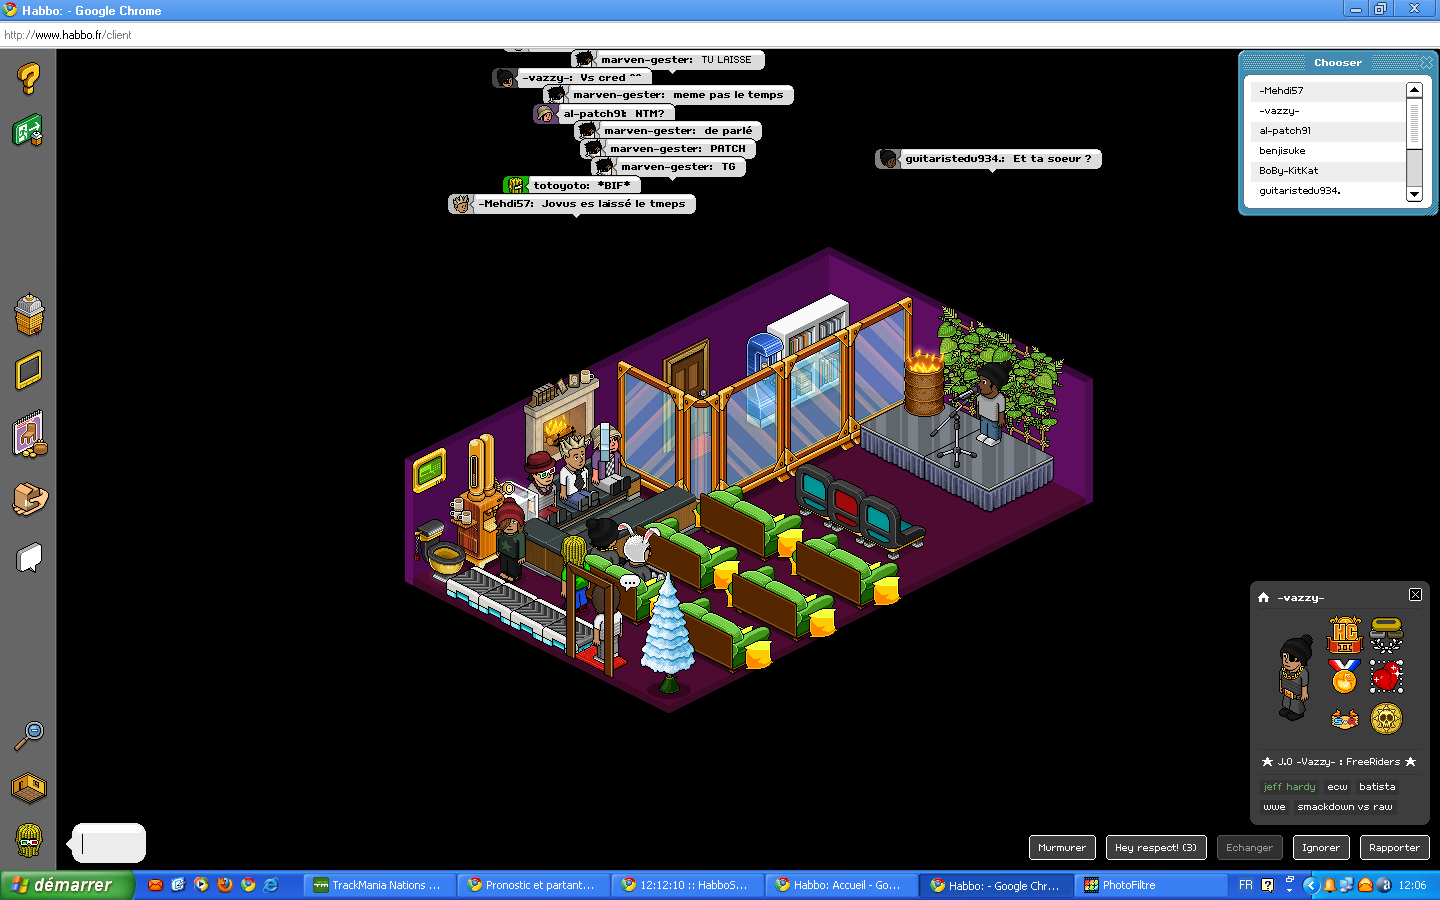 Habbo: - Google Chrome
http://www.habbo.fr/client
marven-gester: TU LAISSE
-vazzy-: Vs cred ^^
marven-gester: meme pas le temps
al-patch91: NTM?
marven-gester: de parlé
marven-gester: PATCH
marven-gester: TG
totoyoto: *BIF*
-Mehdi57: Jovus es laissé le tmeps
guitaristedu934.: Et ta soeur ?
Chooser
-Mehdi57
-vazzy-
al-patch91
benjisuke
BoBy-KitKat
guitaristedu934.
-vazzy-
HC
II
J.O -Vazzy- : FreeRiders
jeff hardy ecw batista
wwe smackdown vs raw
Murmurer Hey respect! (3) Echanger Ignorer Rapporter
démarrer TrackMania Nations ... Pronostic et partant... 12:12:10 :: HabboS... Habbo: Accueil - Go... Habbo: - Google Chr... PhotoFiltre FR 12:06